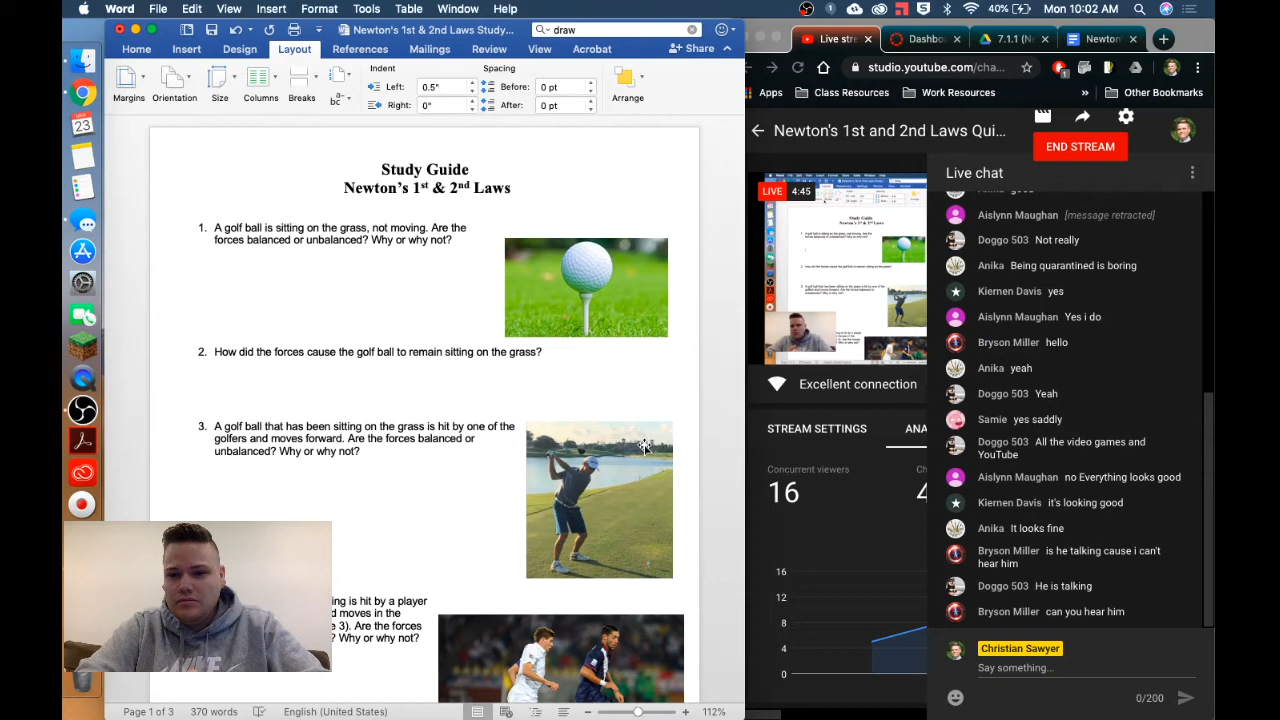 Word File Edit View Insert Format Tools Table Window Help
40% Mon 10:02 AM
Newton's 1st & 2nd Laws Study...
draw
Home Insert Design Layout References Mailings Review View Acrobat
Share
Margins Orientation Size Columns Breaks
Indent
Left: 0.5"
Right: 0"
Spacing
Before: 0 pt
After: 0 pt
Arrange
Study Guide
Newton's 1st & 2nd Laws
1. A golf ball is sitting on the grass, not moving. Are the
forces balanced or unbalanced? Why or why not?
2. How did the forces cause the golf ball to remain sitting on the grass?
3. A golf ball that has been sitting on the grass is hit by one of the
golfers and moves forward. Are the forces balanced or
unbalanced? Why or why not?
ing is hit by a player
d moves in the
e 3). Are the forces
? Why or why not?
Page 1 of 3 370 words English (United States) 112%
MAR
23
Live stre Dashbo 7.1.1 (N Newton
studio.youtube.com/cha...
Apps Class Resources Work Resources » Other Bookmarks
Newton's 1st and 2nd Laws Qui...
END STREAM
LIVE 4:45
Excellent connection
STREAM SETTINGS ANA
Concurrent viewers
16
16
12
8
4
0
Live chat
Aislynn Maughan [message retracted]
Doggo 503 Not really
Anika Being quarantined is boring
Kiernen Davis yes
Aislynn Maughan Yes i do
Bryson Miller hello
Anika yeah
Doggo 503 Yeah
Samie yes saddly
Doggo 503 All the video games and
YouTube
Aislynn Maughan no Everything looks good
Kiernen Davis it's looking good
Anika It looks fine
Bryson Miller is he talking cause i can't
hear him
Doggo 503 He is talking
Bryson Miller can you hear him
Christian Sawyer
Say something...
0/200